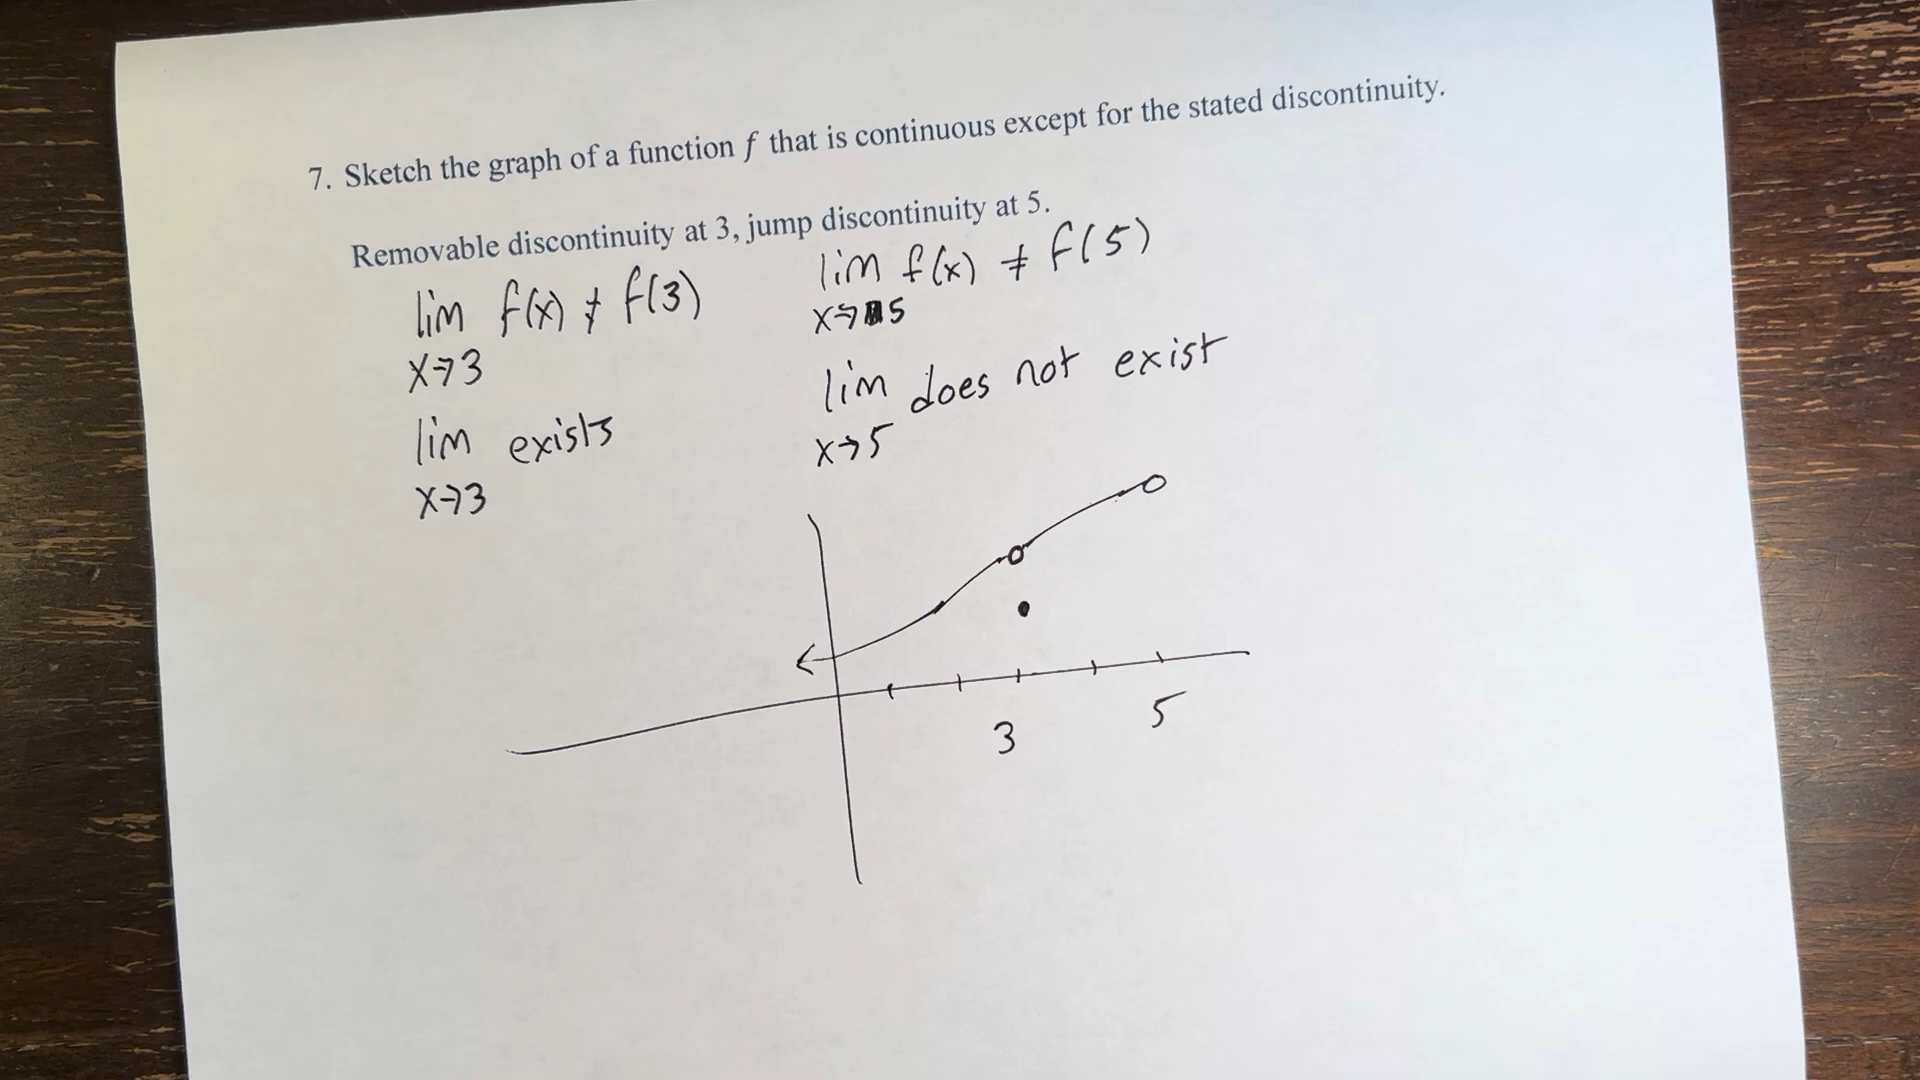 7. Sketch the graph of a function f that is continuous except for the stated discontinuity.
Removable discontinuity at 3, jump discontinuity at 5.
lim f(x) ≠ f(3)
x→3
lim exists
x→3
lim f(x) ≠ f(5)
x→5
lim does not exist
x→5
3
5